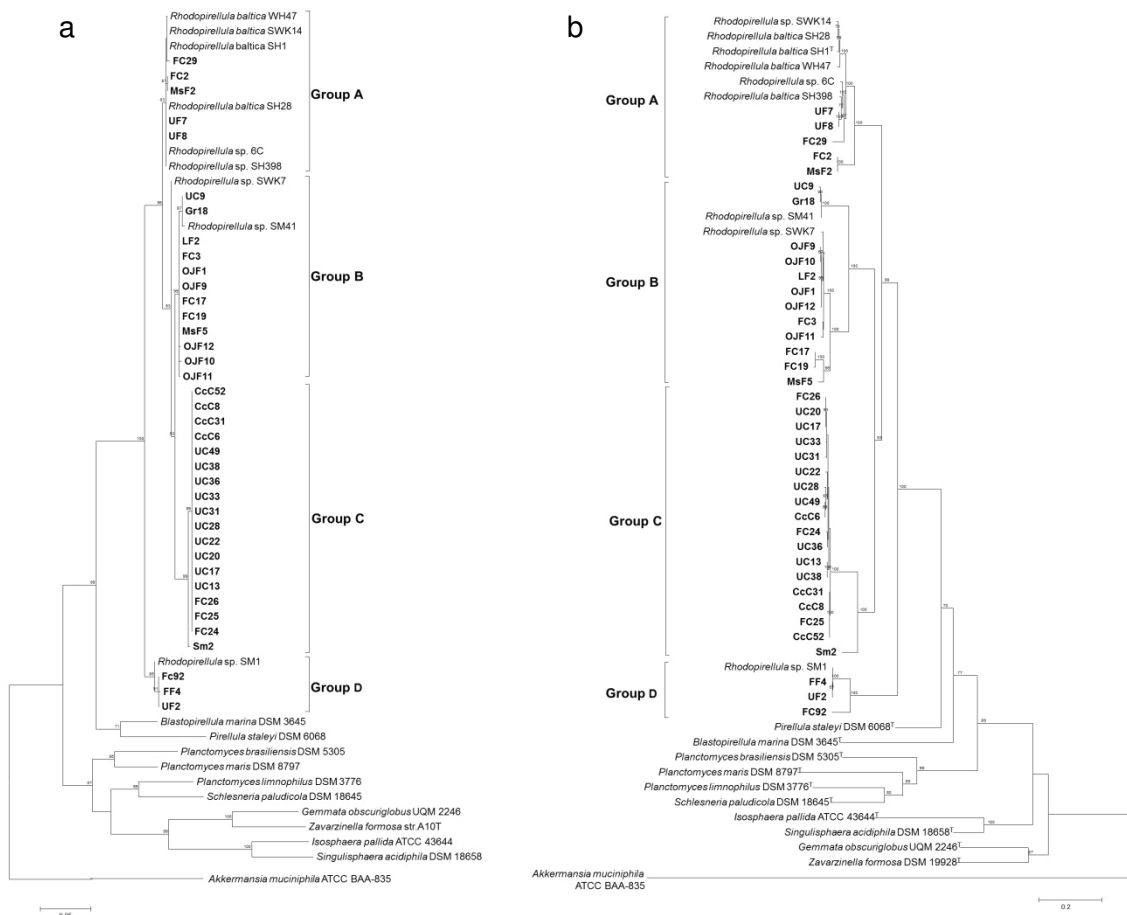 a
Rhodopirellula baltica WH47
Rhodopirellula baltica SWK14
Rhodopirellula baltica SH1
FC29
FC2
MsF2
Rhodopirellula baltica SH28
UF7
UF8
Rhodopirellula sp. 6C
Rhodopirellula sp. SH398
Group A
Rhodopirellula sp. SWK7
UC9
Gr18
Rhodopirellula sp. SM41
LF2
FC3
OJF1
OJF9
FC17
FC19
MsF5
OJF12
OJF10
OJF11
Group B
CcC52
CcC8
CcC31
CcC6
UC49
UC38
UC36
UC33
UC31
UC28
UC22
UC20
UC17
UC13
FC26
FC25
FC24
Sm2
Group C
Rhodopirellula sp. SM1
Fc92
FF4
UF2
Group D
Blastopirellula marina DSM 3645
Pirellula staleyi DSM 6068
Planctomyces brasiliensis DSM 5305
Planctomyces maris DSM 8797
Planctomyces limnophilus DSM 3776
Schlesneria paludicola DSM 18645
Gemmata obscuriglobus UQM 2246
Zavarzinella formosa str.A10T
Isosphaera pallida ATCC 43644
Singulisphaera acidiphila DSM 18658
Akkermansia muciniphila ATCC BAA-835
b
Rhodopirellula sp. SWK14
Rhodopirellula baltica SH28
Rhodopirellula baltica SH1T
Rhodopirellula baltica WH47
Rhodopirellula sp. 6C
Rhodopirellula baltica SH398
UF7
UF8
FC29
FC2
MsF2
Group A
UC9
Gr18
Rhodopirellula sp. SM41
Rhodopirellula sp. SWK7
OJF9
OJF10
LF2
OJF1
OJF12
FC3
OJF11
FC17
FC19
MsF5
Group B
FC26
UC20
UC17
UC33
UC31
UC22
UC28
UC49
CcC6
FC24
UC36
UC13
UC38
CcC31
CcC8
FC25
CcC52
Sm2
Group C
Rhodopirellula sp. SM1
FF4
UF2
FC92
Group D
Pirellula staleyi DSM 6068T
Blastopirellula marina DSM 3645T
Planctomyces brasiliensis DSM 5305T
Planctomyces maris DSM 8797T
Planctomyces limnophilus DSM 3776T
Schlesneria paludicola DSM 18645T
Isosphaera pallida ATCC 43644T
Singulisphaera acidiphila DSM 18658T
Gemmata obscuriglobus UQM 2246T
Zavarzinella formosa DSM 19928T
Akkermansia muciniphila
ATCC BAA-835
0.2